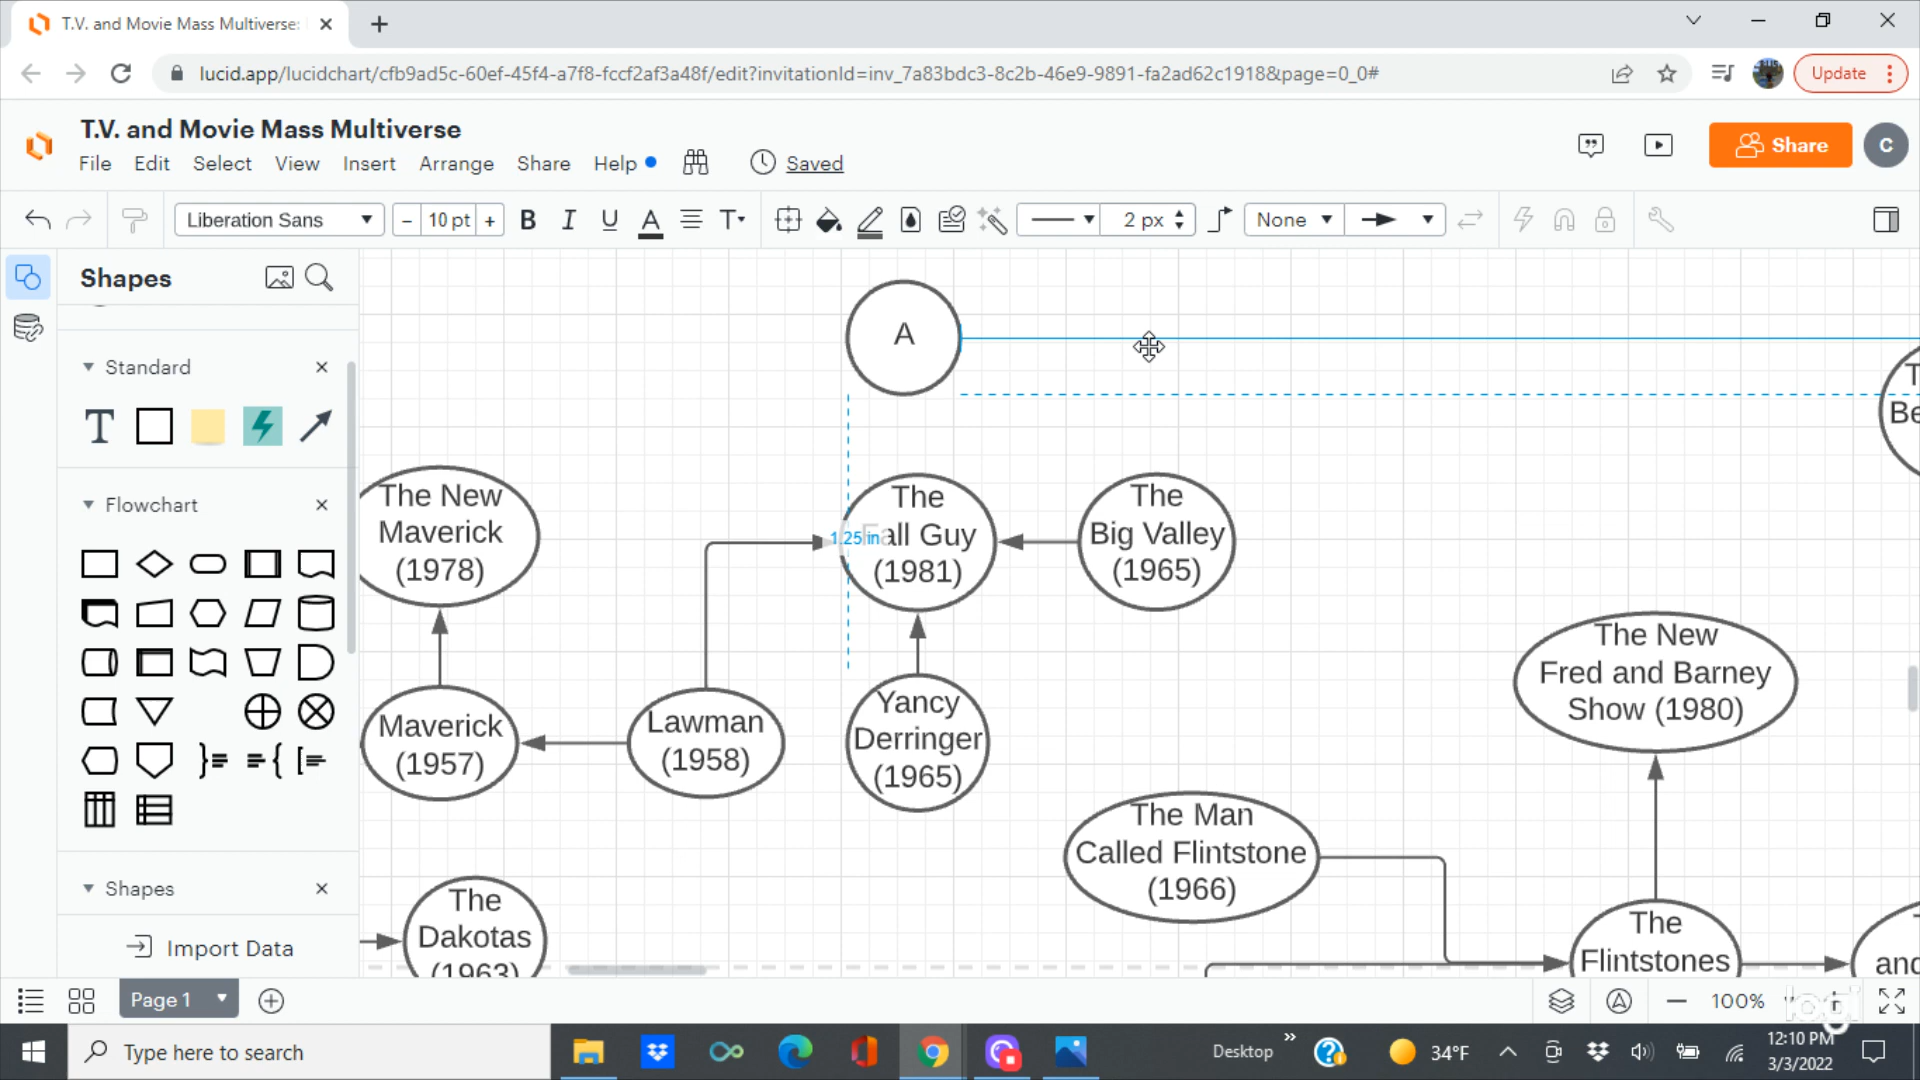 T.V. and Movie Mass Multiverse:
lucid.app/lucidchart/cfb9ad5c-60ef-45f4-a7f8-fccf2af3a48f/edit?invitationId=inv_7a83bdc3-8c2b-46e9-9891-fa2ad62c1918&page=0_0#
Update
T.V. and Movie Mass Multiverse
File Edit Select View Insert Arrange Share Help Saved
Share
C
Liberation Sans
- 10 pt +
B I U A T
2 px
None
Shapes
Standard
T
Flowchart
Shapes
Import Data
A
The New
Maverick
(1978)
The
Fall Guy
(1981)
1.25 in
The
Big Valley
(1965)
Be
Maverick
(1957)
Lawman
(1958)
Yancy
Derringer
(1965)
The New
Fred and Barney
Show (1980)
The Man
Called Flintstone
(1966)
The
Dakotas
(1963)
The
Flintstones
and
Page 1
100%
logi
Type here to search
Desktop
34°F
12:10 PM
3/3/2022